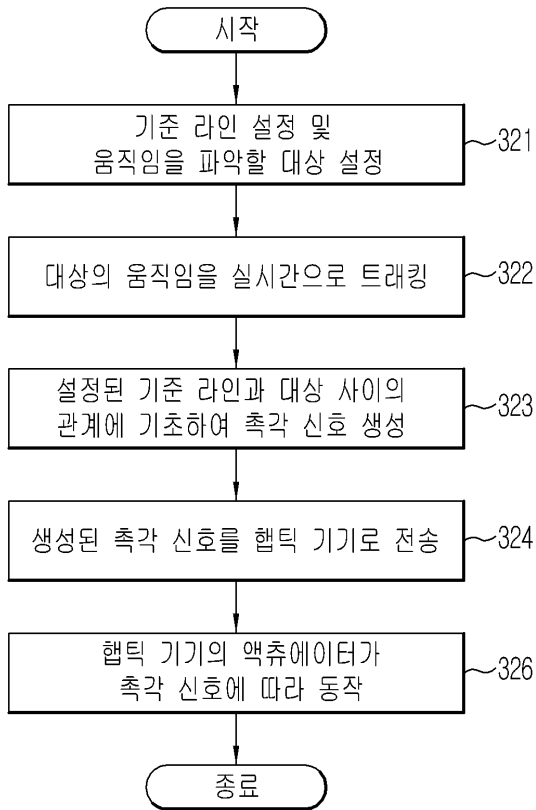 시작
기준 라인 설정 및
움직임을 파악할 대상 설정
321
대상의 움직임을 실시간으로 트래킹
322
설정된 기준 라인과 대상 사이의
관계에 기초하여 촉각 신호 생성
323
생성된 촉각 신호를 햅틱 기기로 전송
324
햅틱 기기의 액츄에이터가
촉각 신호에 따라 동작
326
종료